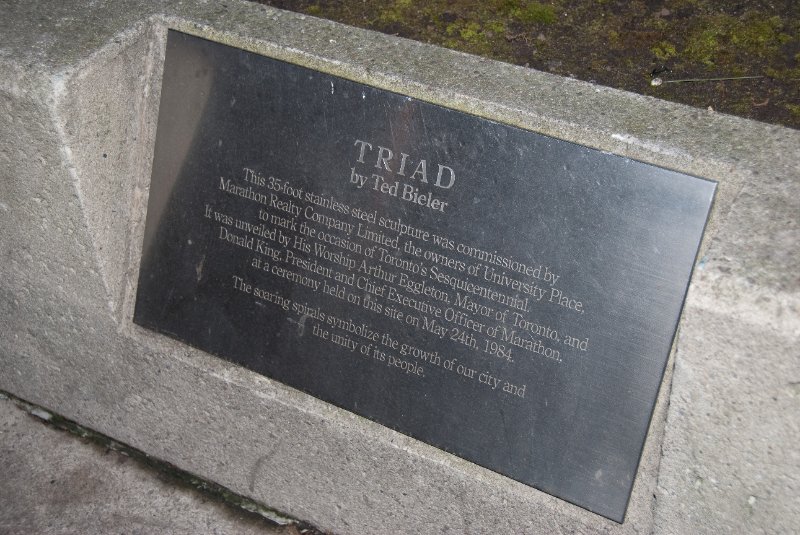 TRIAD
by Ted Bieler
This 35-foot stainless steel sculpture was commissioned by
Marathon Realty Company Limited, the owners of University Place,
to mark the occasion of Toronto's Sesquicentennial.
It was unveiled by His Worship Arthur Eggleton, Mayor of Toronto, and
Donald King, President and Chief Executive Officer of Marathon,
at a ceremony held on this site on May 24th, 1984.
The soaring spirals symbolize the growth of our city and
the unity of its people.